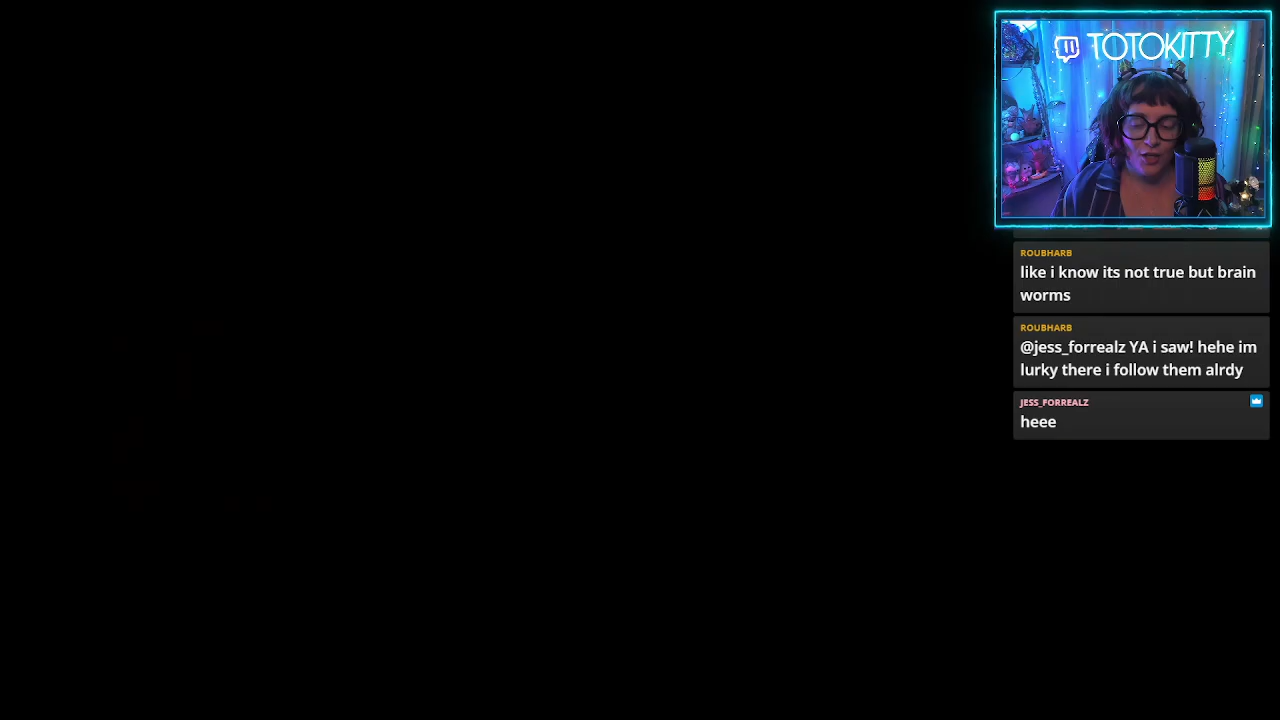 TOTOKITTY
ROUBHARB
like i know its not true but brain
worms
ROUBHARB
@jess_forrealz YA i saw! hehe im
lurky there i follow them alrdy
JESS_FORREALZ
heee